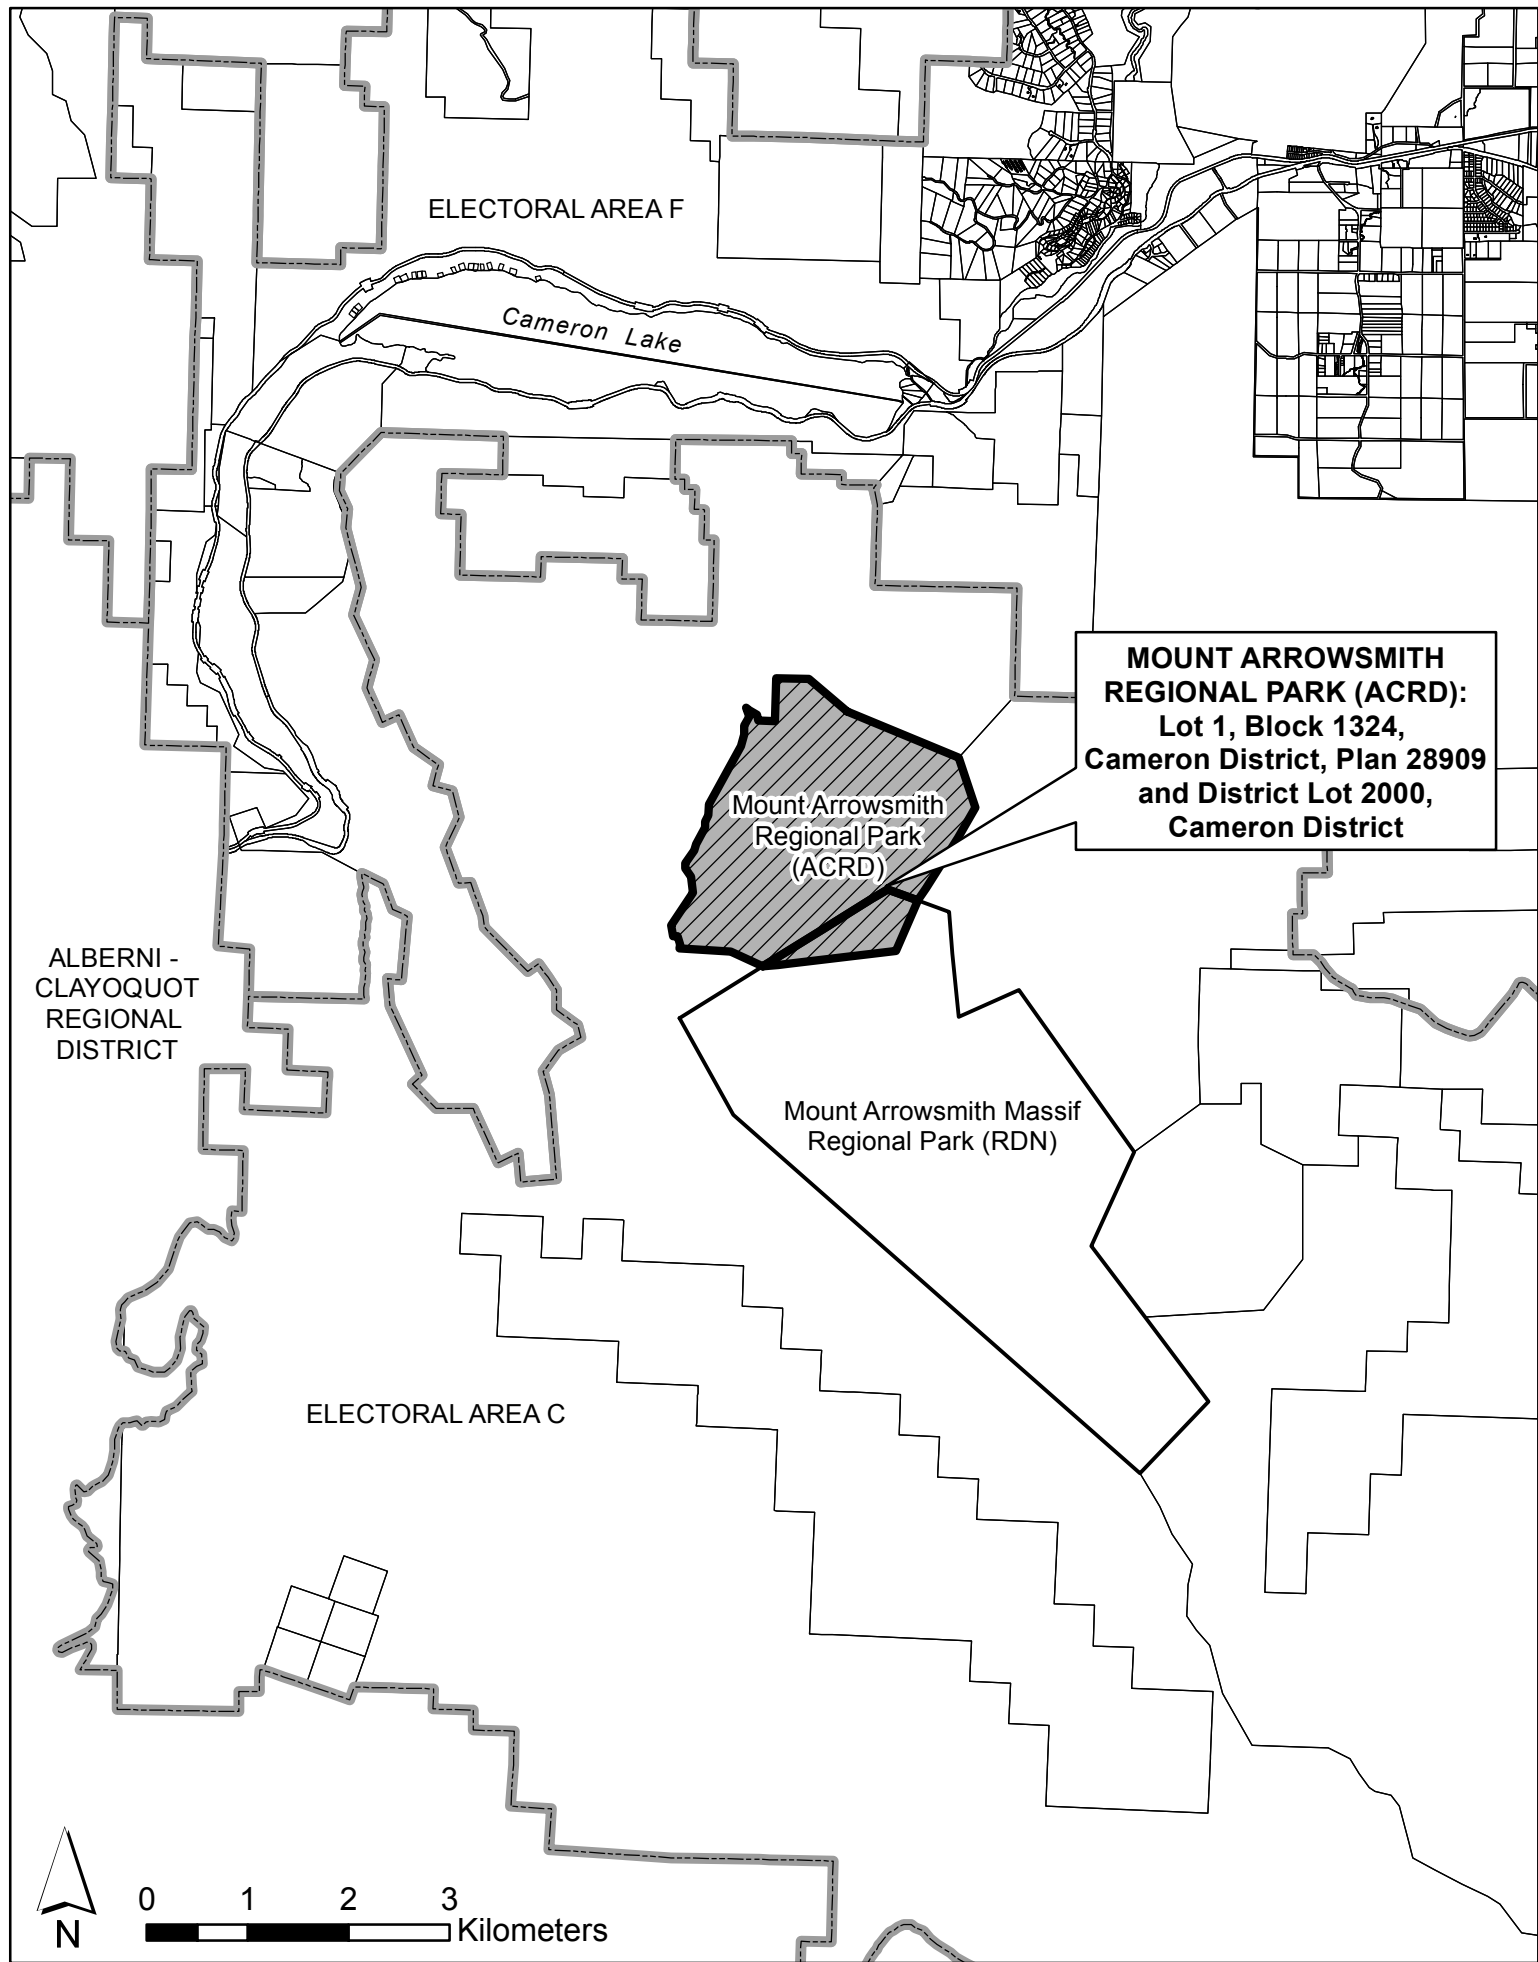 ELECTORAL AREA F
Cameron Lake
MOUNT ARROWSMITH
REGIONAL PARK (ACRD):
Lot 1, Block 1324,
Cameron District, Plan 28909
and District Lot 2000,
Cameron District
Mount Arrowsmith
Regional Park
(ACRD)
ALBERNI -
CLAYOQUOT
REGIONAL
DISTRICT
Mount Arrowsmith Massif
Regional Park (RDN)
ELECTORAL AREA C
N
0 1 2 3
Kilometers